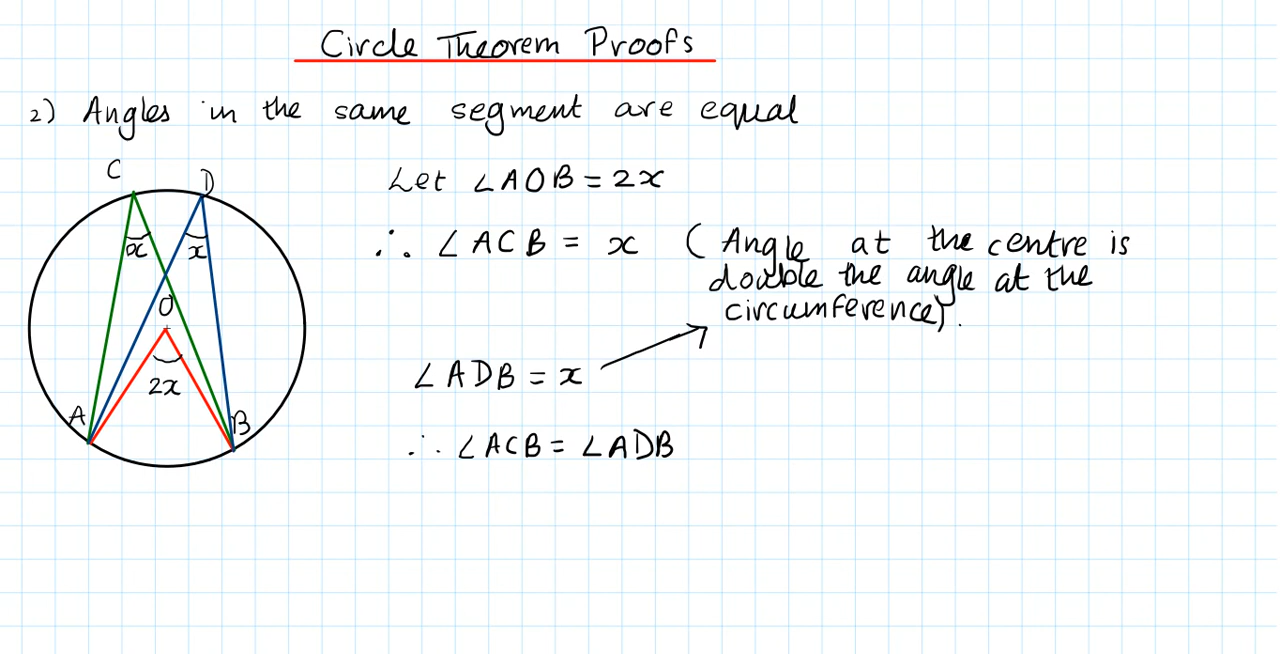 Circle Theorem Proofs
2) Angles in the same segment are equal
C
D
Let ∠AOB = 2x
∴ ∠ACB = x (Angle at the centre is
double the angle at the
circumference).
x
x
O
∠ADB = x
2x
A
B
∴ ∠ACB = ∠ADB